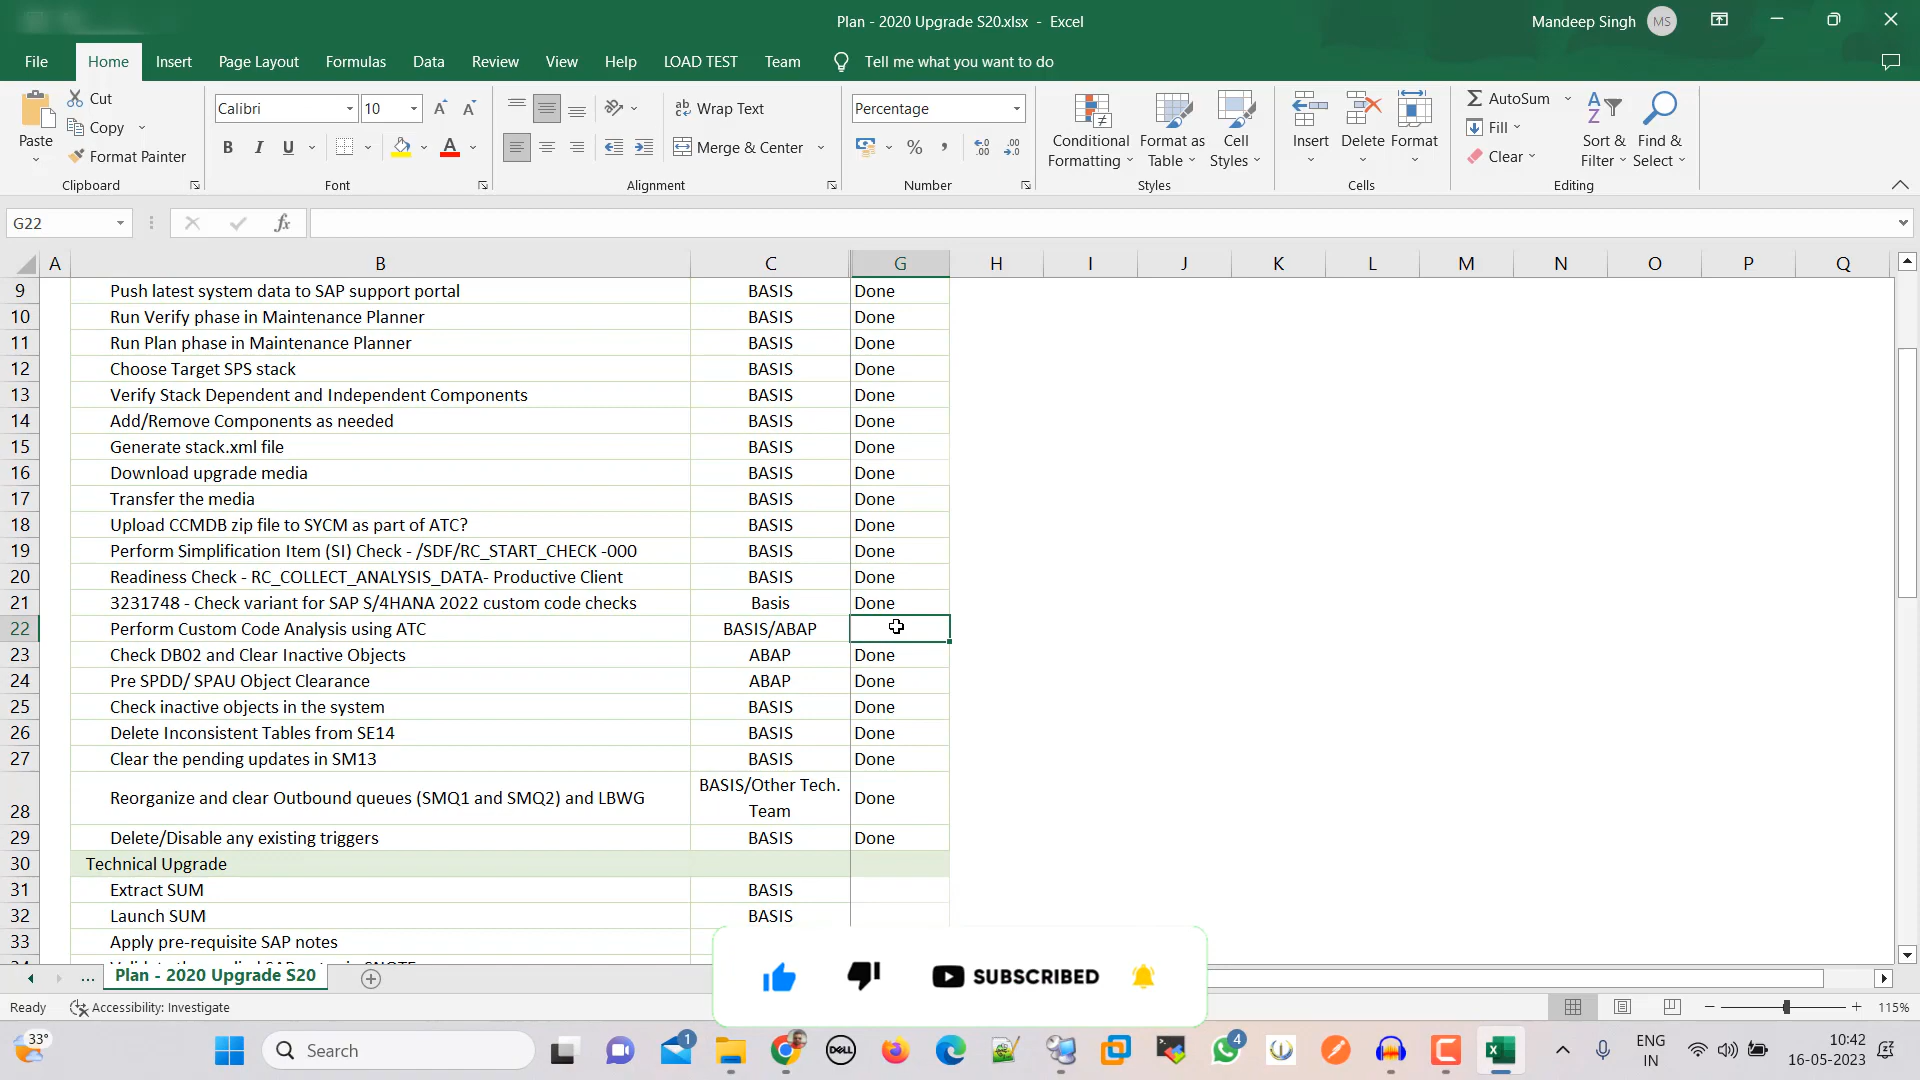 Plan - 2020 Upgrade S20.xlsx - Excel
Mandeep Singh MS
File Home Insert Page Layout Formulas Data Review View Help LOAD TEST Team Tell me what you want to do
Paste
Cut
Copy
Format Painter
Clipboard
Calibri 10
B I U
Font
Wrap Text
Merge & Center
Alignment
Percentage
Number
Conditional Formatting
Format as Table
Cell Styles
Styles
Insert Delete Format
Cells
AutoSum
Fill
Clear
Sort & Filter
Find & Select
Editing
G22 fx
A B C G H I J K L M N O P Q
9 Push latest system data to SAP support portal BASIS Done
10 Run Verify phase in Maintenance Planner BASIS Done
11 Run Plan phase in Maintenance Planner BASIS Done
12 Choose Target SPS stack BASIS Done
13 Verify Stack Dependent and Independent Components BASIS Done
14 Add/Remove Components as needed BASIS Done
15 Generate stack.xml file BASIS Done
16 Download upgrade media BASIS Done
17 Transfer the media BASIS Done
18 Upload CCMDB zip file to SYCM as part of ATC? BASIS Done
19 Perform Simplification Item (SI) Check - /SDF/RC_START_CHECK -000 BASIS Done
20 Readiness Check - RC_COLLECT_ANALYSIS_DATA- Productive Client BASIS Done
21 3231748 - Check variant for SAP S/4HANA 2022 custom code checks Basis Done
22 Perform Custom Code Analysis using ATC BASIS/ABAP
23 Check DB02 and Clear Inactive Objects ABAP Done
24 Pre SPDD/ SPAU Object Clearance ABAP Done
25 Check inactive objects in the system BASIS Done
26 Delete Inconsistent Tables from SE14 BASIS Done
27 Clear the pending updates in SM13 BASIS Done
28 Reorganize and clear Outbound queues (SMQ1 and SMQ2) and LBWG BASIS/Other Tech. Team Done
29 Delete/Disable any existing triggers BASIS Done
30 Technical Upgrade
31 Extract SUM BASIS
32 Launch SUM BASIS
33 Apply pre-requisite SAP notes
SUBSCRIBED
... Plan - 2020 Upgrade S20
Ready Accessibility: Investigate 115%
33° Search DELL 1 4 ENG IN 10:42 16-05-2023